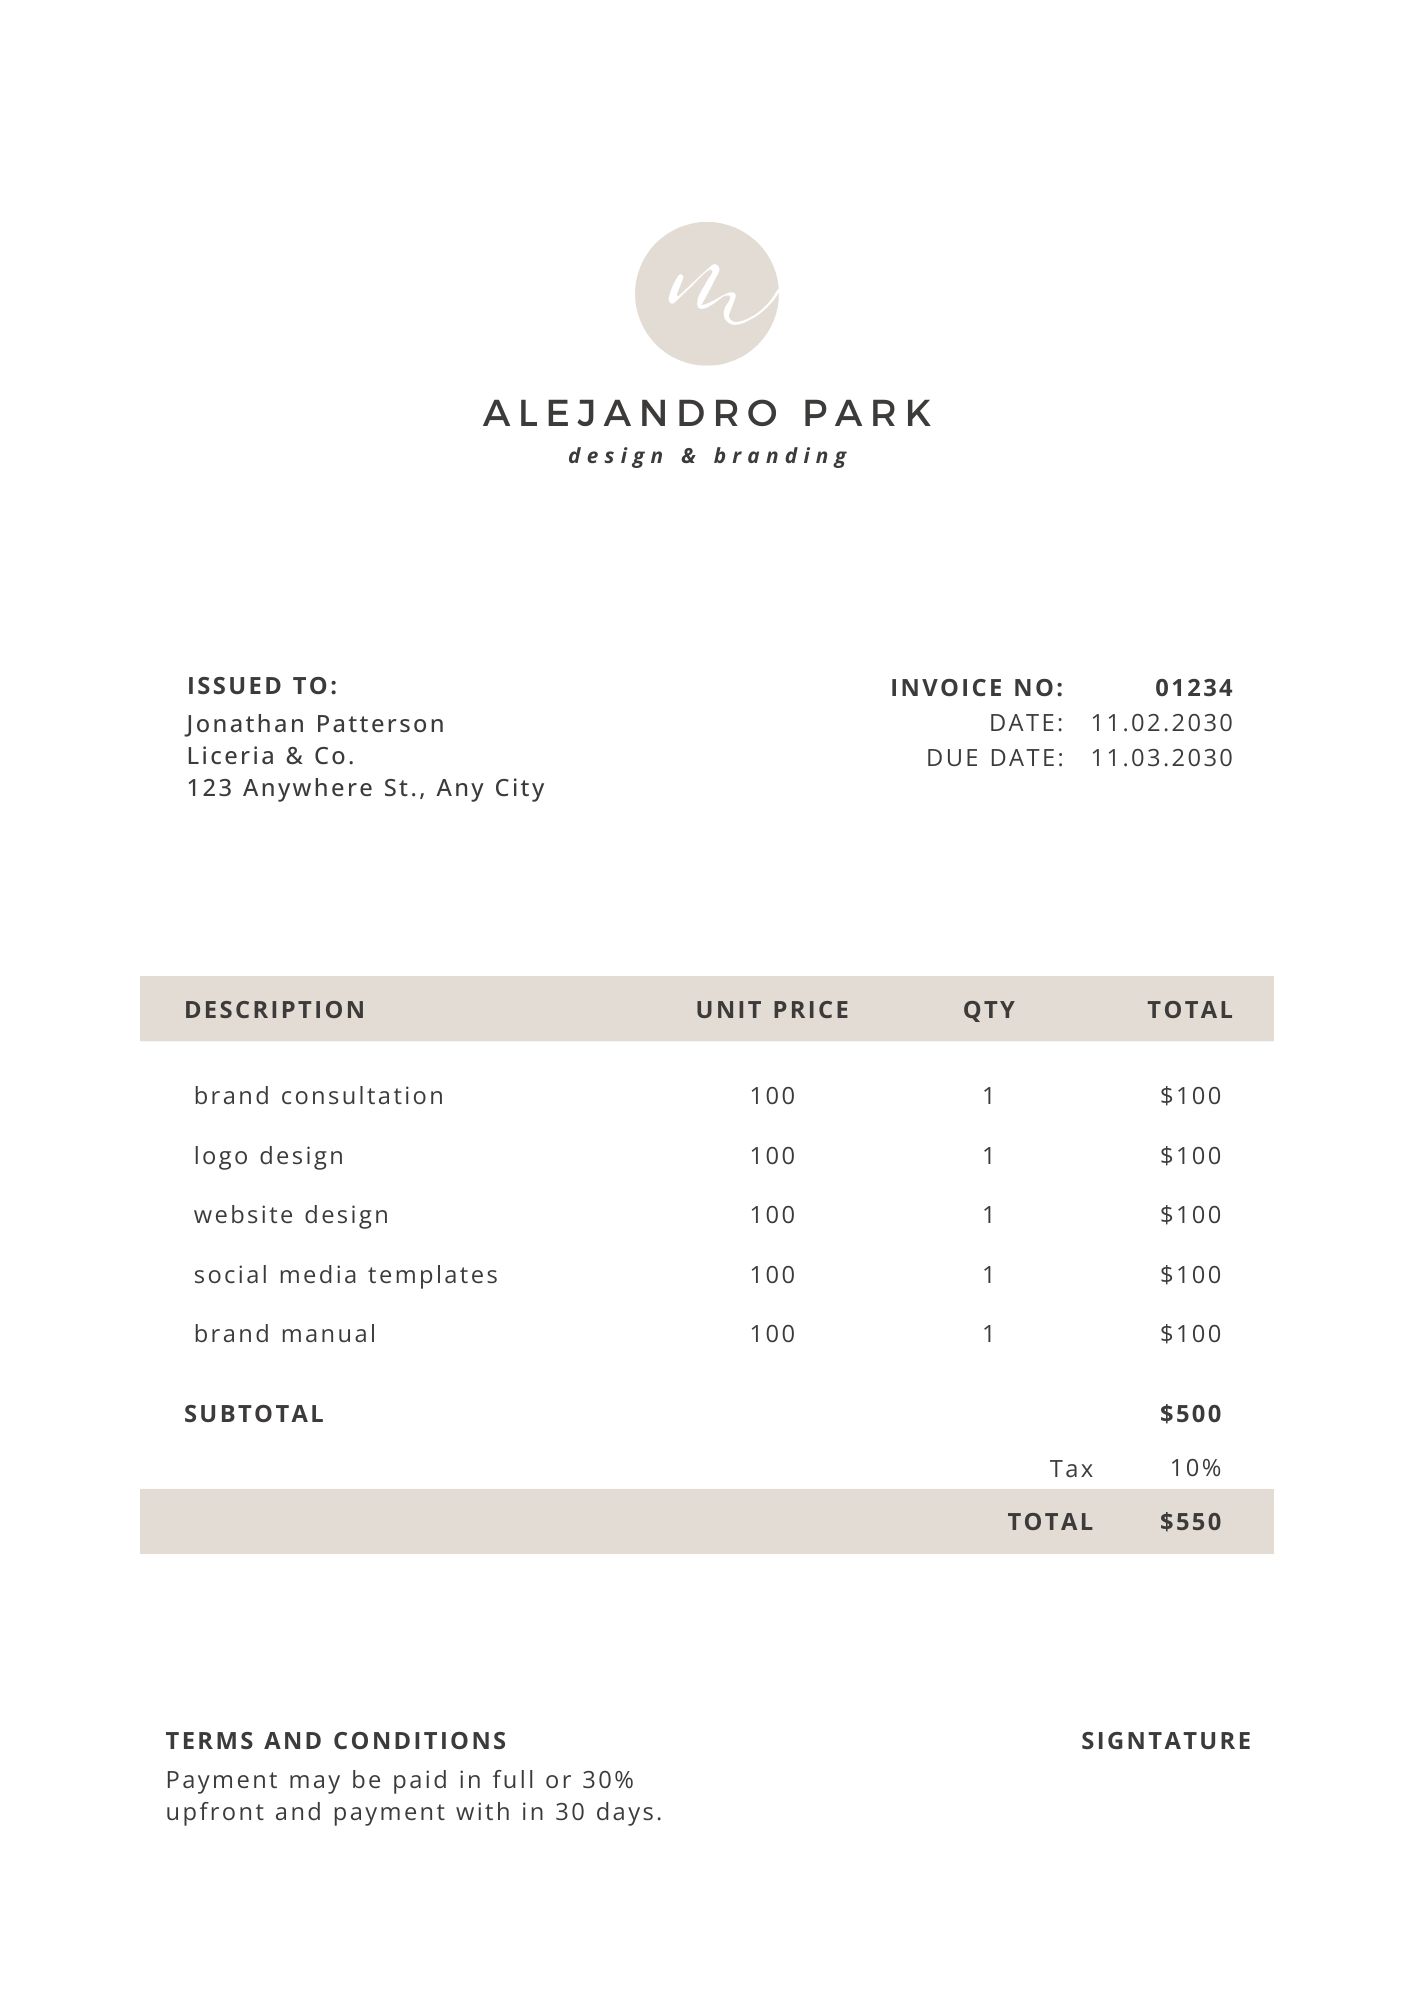 m
ALEJANDRO PARK
design & branding
ISSUED TO:
Jonathan Patterson
Liceria & Co.
123 Anywhere St., Any City
INVOICE NO: 01234
DATE: 11.02.2030
DUE DATE: 11.03.2030
DESCRIPTION UNIT PRICE QTY TOTAL
brand consultation 100 1 $100
logo design 100 1 $100
website design 100 1 $100
social media templates 100 1 $100
brand manual 100 1 $100
SUBTOTAL $500
Tax 10%
TOTAL $550
TERMS AND CONDITIONS
Payment may be paid in full or 30%
upfront and payment with in 30 days.
SIGNTATURE